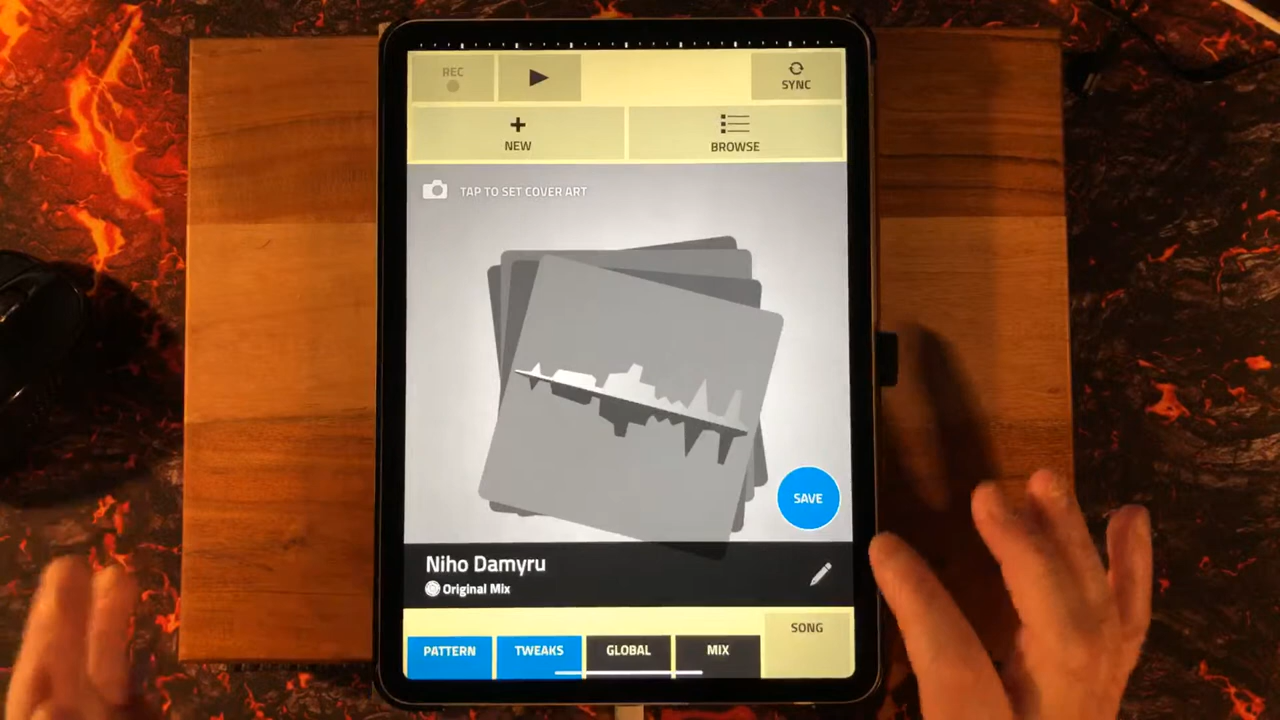 REC
SYNC
NEW
BROWSE
TAP TO SET COVER ART
SAVE
Niho Damyru
Original Mix
SONG
PATTERN
TWEAKS
GLOBAL
MIX